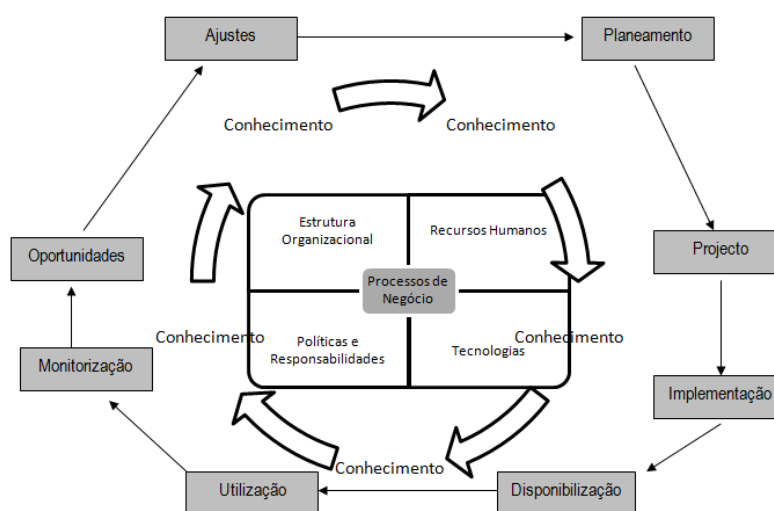 Ajustes
Planeamento
Conhecimento
Conhecimento
Estrutura
Organizacional
Recursos Humanos
Oportunidades
Projecto
Processos de
Negócio
Conhecimento
Políticas e
Responsabilidades
Tecnologias
Conhecimento
Monitorização
Implementação
Conhecimento
Utilização
Disponibilização